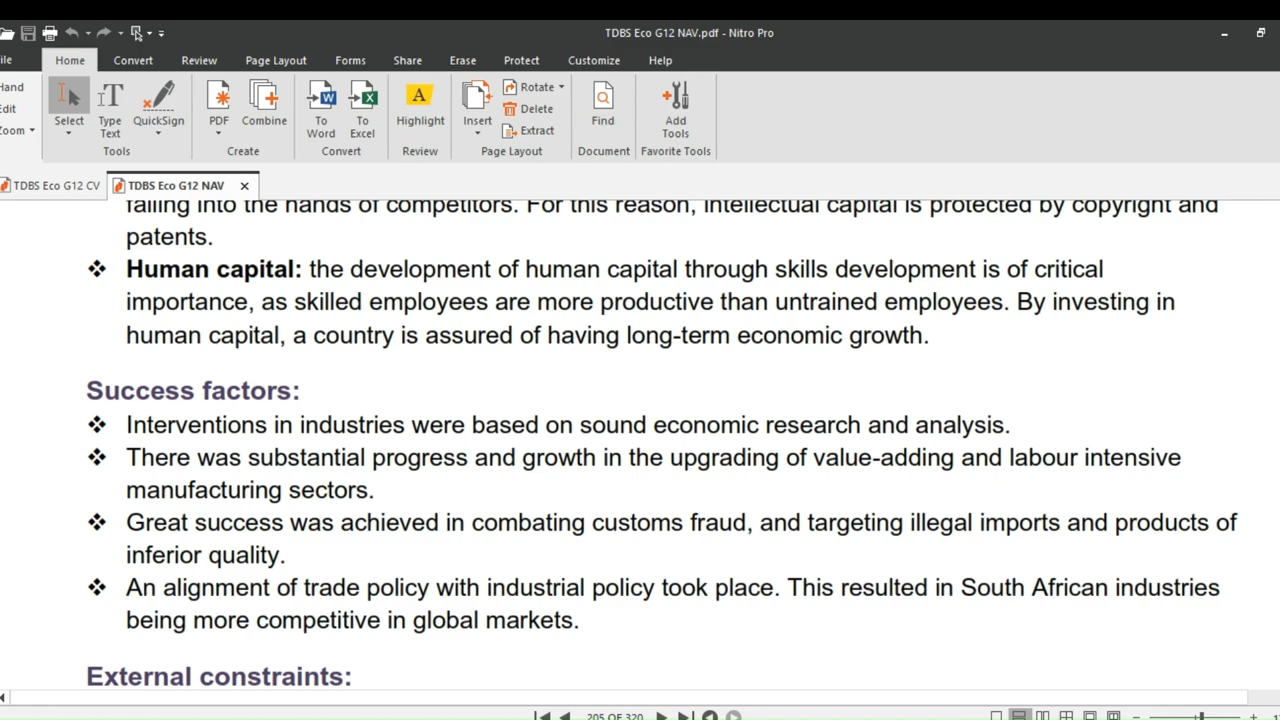 TDBS Eco G12 NAV.pdf - Nitro Pro
ile Home Convert Review Page Layout Forms Share Erase Protect Customize Help
Hand
Edit
Zoom
Select
Type Text
QuickSign
Tools
PDF
Combine
Create
To Word
To Excel
Convert
Highlight
Review
Insert
Rotate
Delete
Extract
Page Layout
Find
Document
Add Tools
Favorite Tools
TDBS Eco G12 CV TDBS Eco G12 NAV
falling into the hands of competitors. For this reason, intellectual capital is protected by copyright and
patents.
❖ Human capital: the development of human capital through skills development is of critical
importance, as skilled employees are more productive than untrained employees. By investing in
human capital, a country is assured of having long-term economic growth.
Success factors:
❖ Interventions in industries were based on sound economic research and analysis.
❖ There was substantial progress and growth in the upgrading of value-adding and labour intensive
manufacturing sectors.
❖ Great success was achieved in combating customs fraud, and targeting illegal imports and products of
inferior quality.
❖ An alignment of trade policy with industrial policy took place. This resulted in South African industries
being more competitive in global markets.
External constraints:
205 OF 320